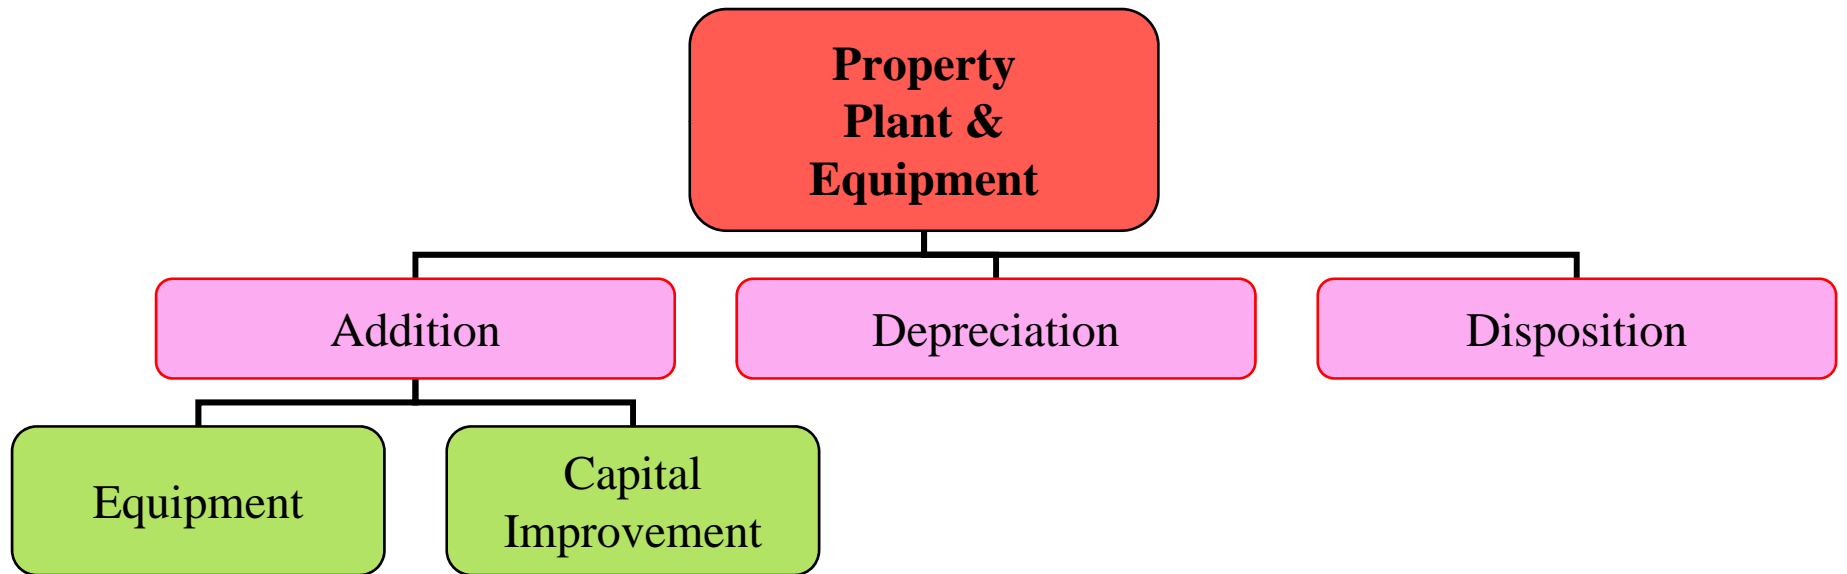 Property
Plant &
Equipment
Addition
Depreciation
Disposition
Equipment
Capital
Improvement